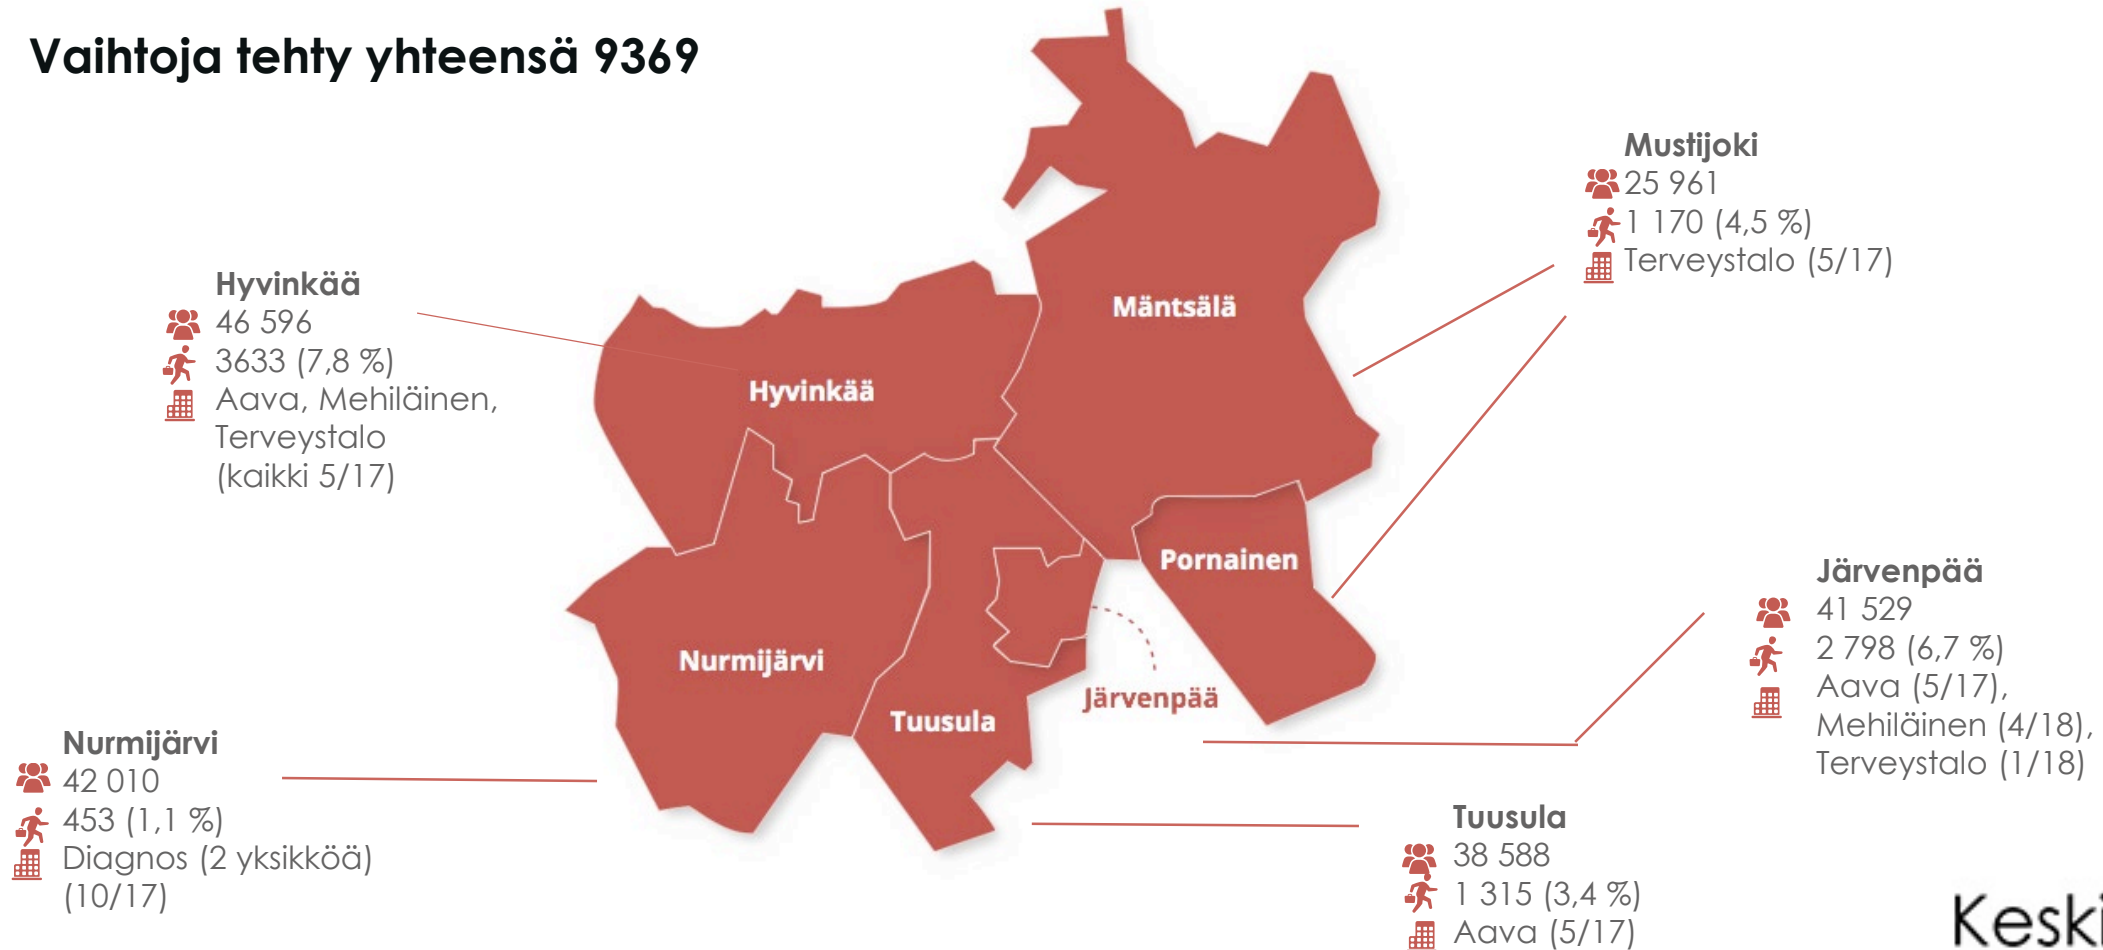 Vaihtoja tehty yhteensä 9369
Mustijoki
25 961
1 170 (4,5 %)
Terveystalo (5/17)
Hyvinkää
46 596
3633 (7,8 %)
Aava, Mehiläinen,
Terveystalo
(kaikki 5/17)
Mäntsälä
Hyvinkää
Pornainen
Nurmijärvi
Tuusula
Järvenpää
Järvenpää
41 529
2 798 (6,7 %)
Aava (5/17),
Mehiläinen (4/18),
Terveystalo (1/18)
Nurmijärvi
42 010
453 (1,1 %)
Diagnos (2 yksikköä)
(10/17)
Tuusula
38 588
1 315 (3,4 %)
Aava (5/17)
Keski